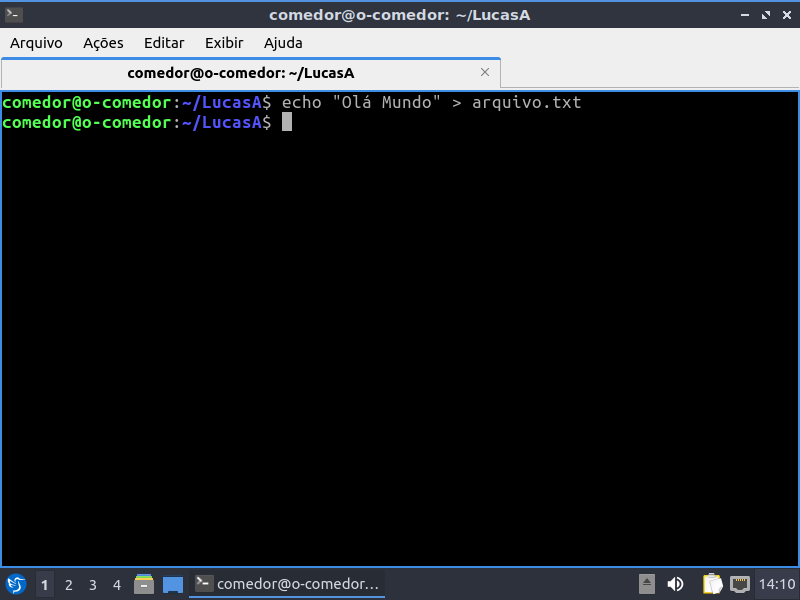 comedor@o-comedor: ~/LucasA
Arquivo Ações Editar Exibir Ajuda
comedor@o-comedor: ~/LucasA
comedor@o-comedor:~/LucasA$ echo "Olá Mundo" > arquivo.txt
comedor@o-comedor:~/LucasA$
1 2 3 4 comedor@o-comedor... 14:10